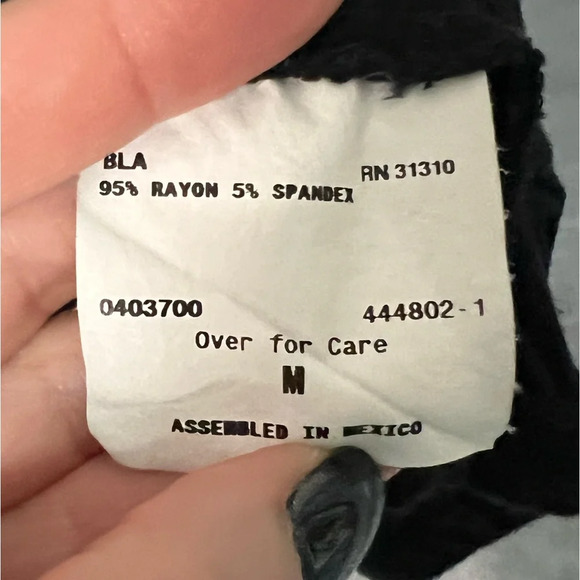 BLA
RN 31310
95% RAYON 5% SPANDEX
0403700 444802-1
Over for Care
M
ASSEMBLED IN MEXICO